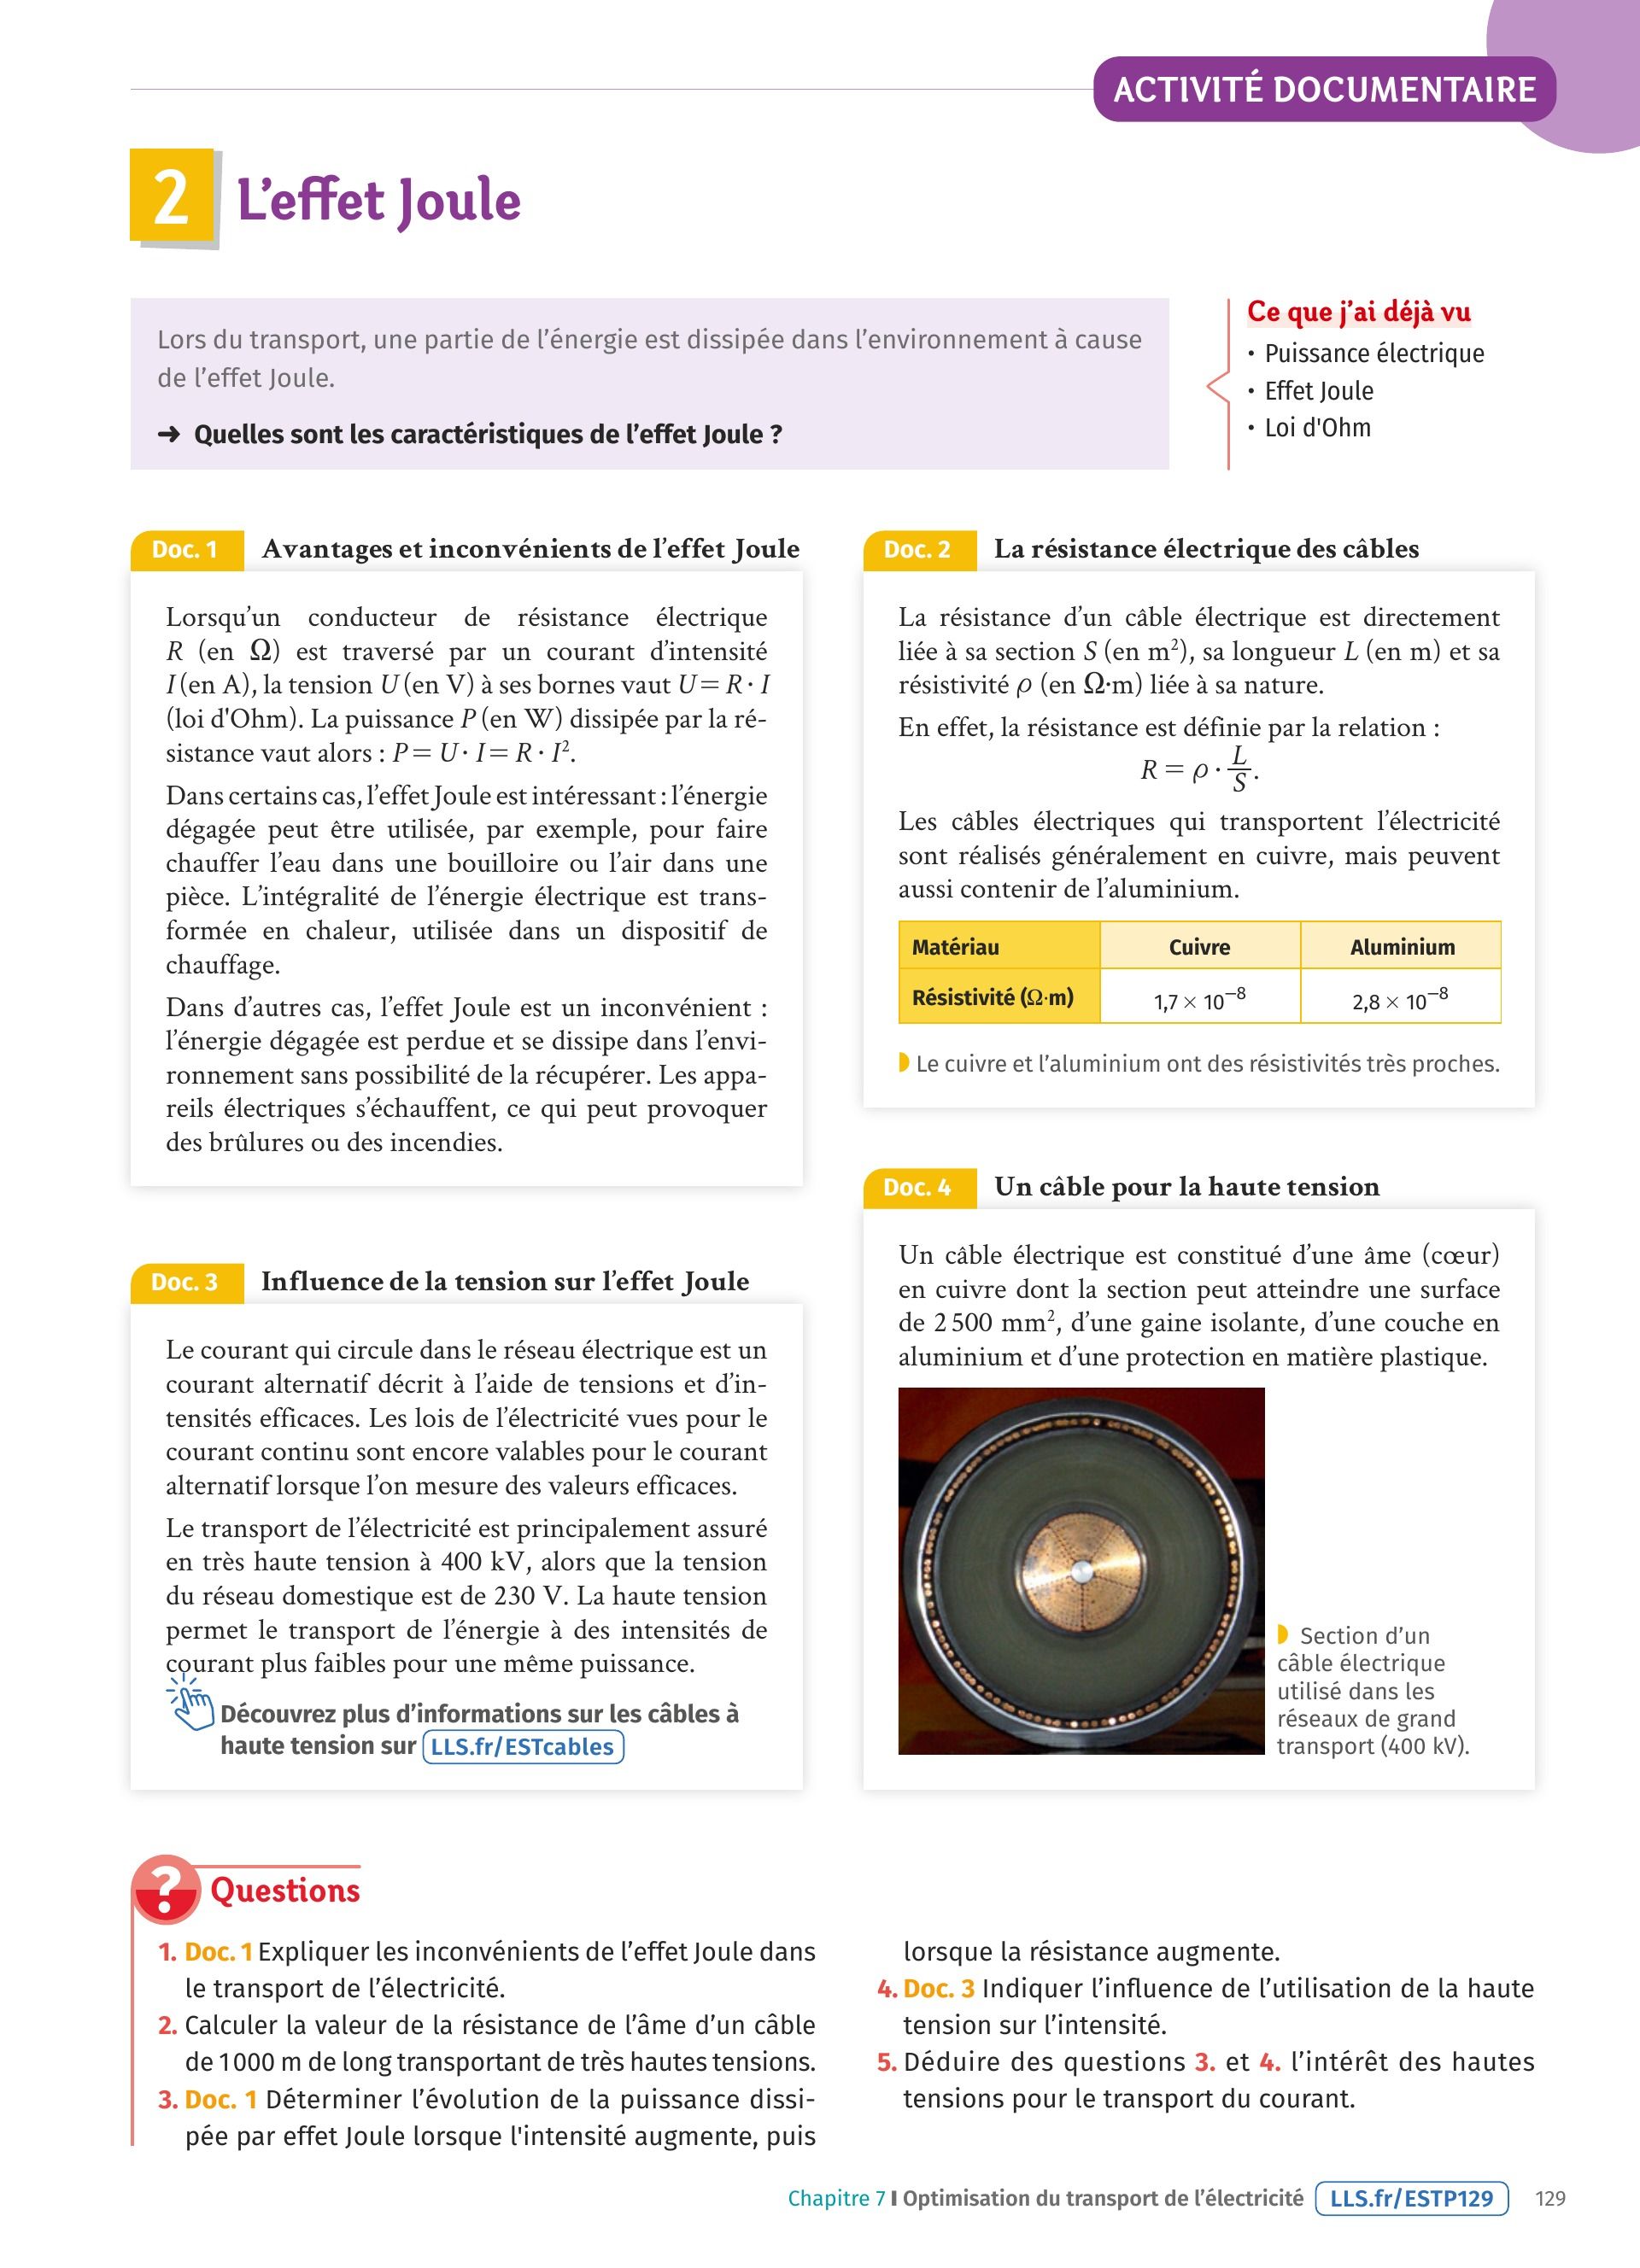 ACTIVITÉ DOCUMENTAIRE
2 L’effet Joule
Lors du transport, une partie de l’énergie est dissipée dans l’environnement à cause
de l’effet Joule.
➜ Quelles sont les caractéristiques de l’effet Joule ?
Ce que j’ai déjà vu
• Puissance électrique
• Effet Joule
• Loi d'Ohm
Doc. 1 Avantages et inconvénients de l’effet Joule
Lorsqu’un conducteur de résistance électrique
R (en Ω) est traversé par un courant d’intensité
I (en A), la tension U (en V) à ses bornes vaut U = R · I
(loi d'Ohm). La puissance P (en W) dissipée par la ré-
sistance vaut alors : P = U · I = R · I².
Dans certains cas, l’effet Joule est intéressant : l’énergie
dégagée peut être utilisée, par exemple, pour faire
chauffer l’eau dans une bouilloire ou l’air dans une
pièce. L’intégralité de l’énergie électrique est trans-
formée en chaleur, utilisée dans un dispositif de
chauffage.
Dans d’autres cas, l’effet Joule est un inconvénient :
l’énergie dégagée est perdue et se dissipe dans l’envi-
ronnement sans possibilité de la récupérer. Les appa-
reils électriques s’échauffent, ce qui peut provoquer
des brûlures ou des incendies.
Doc. 2 La résistance électrique des câbles
La résistance d’un câble électrique est directement
liée à sa section S (en m²), sa longueur L (en m) et sa
résistivité ρ (en Ω·m) liée à sa nature.
En effet, la résistance est définie par la relation :
R = ρ · L/S.
Les câbles électriques qui transportent l’électricité
sont réalisés généralement en cuivre, mais peuvent
aussi contenir de l’aluminium.
Matériau Cuivre Aluminium
Résistivité (Ω·m) 1,7 × 10⁻⁸ 2,8 × 10⁻⁸
Le cuivre et l’aluminium ont des résistivités très proches.
Doc. 3 Influence de la tension sur l’effet Joule
Le courant qui circule dans le réseau électrique est un
courant alternatif décrit à l’aide de tensions et d’in-
tensités efficaces. Les lois de l’électricité vues pour le
courant continu sont encore valables pour le courant
alternatif lorsque l’on mesure des valeurs efficaces.
Le transport de l’électricité est principalement assuré
en très haute tension à 400 kV, alors que la tension
du réseau domestique est de 230 V. La haute tension
permet le transport de l’énergie à des intensités de
courant plus faibles pour une même puissance.
Découvrez plus d’informations sur les câbles à
haute tension sur LLS.fr/ESTcables
Doc. 4 Un câble pour la haute tension
Un câble électrique est constitué d’une âme (cœur)
en cuivre dont la section peut atteindre une surface
de 2 500 mm², d’une gaine isolante, d’une couche en
aluminium et d’une protection en matière plastique.
Section d’un
câble électrique
utilisé dans les
réseaux de grand
transport (400 kV).
? Questions
1. Doc. 1 Expliquer les inconvénients de l’effet Joule dans
le transport de l’électricité.
2. Calculer la valeur de la résistance de l’âme d’un câble
de 1 000 m de long transportant de très hautes tensions.
3. Doc. 1 Déterminer l’évolution de la puissance dissi-
pée par effet Joule lorsque l'intensité augmente, puis
lorsque la résistance augmente.
4. Doc. 3 Indiquer l’influence de l’utilisation de la haute
tension sur l’intensité.
5. Déduire des questions 3. et 4. l’intérêt des hautes
tensions pour le transport du courant.
Chapitre 7 I Optimisation du transport de l’électricité LLS.fr/ESTP129 129